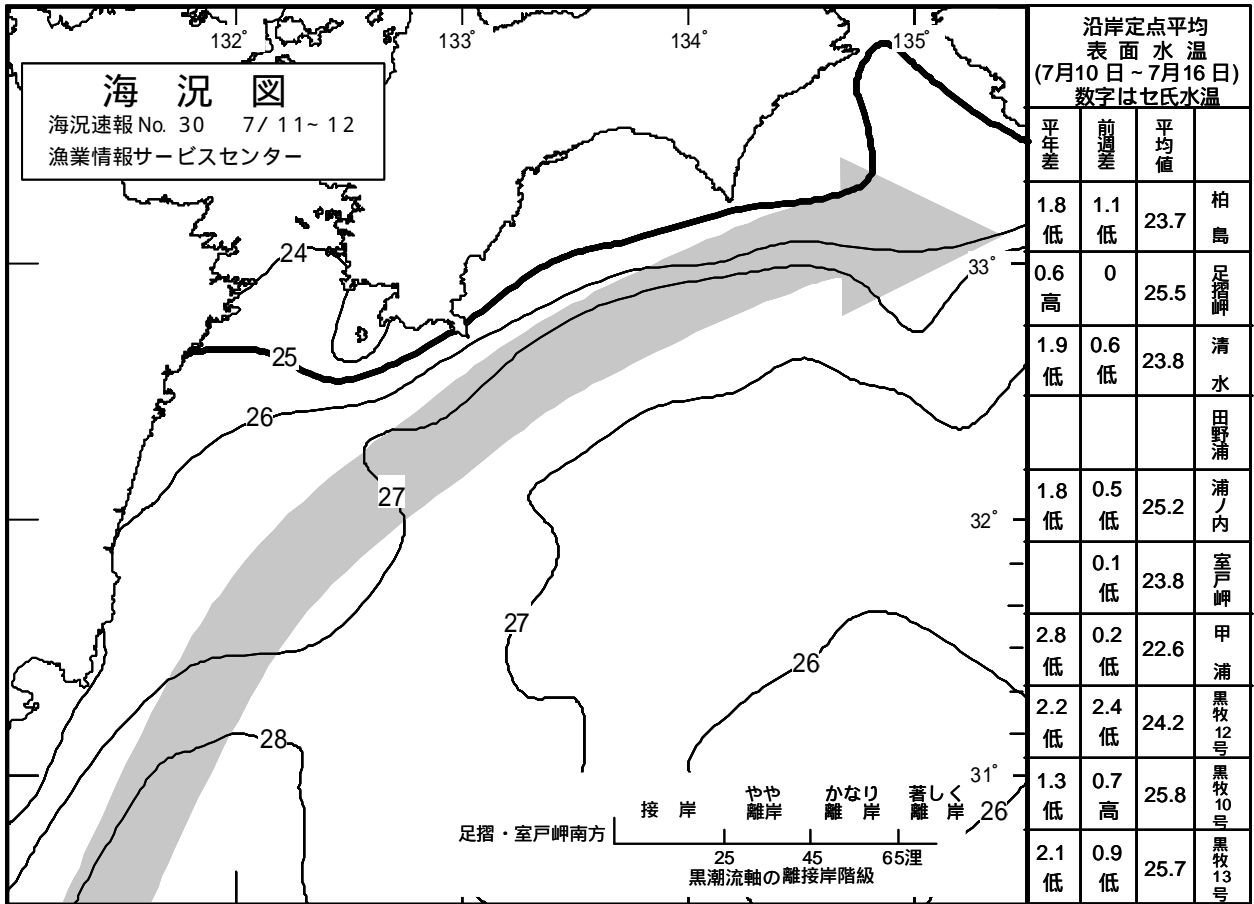 132°
133°
134°
135°
海況図
海況速報 No. 30 7/11~12
漁業情報サービスセンター
24
25
26
27
27
28
26
26
33°
32°
31°
接岸
やや離岸
かなり離岸
著しく離岸
足摺・室戸岬南方
25 45 65浬
黒潮流軸の離接岸階級
沿岸定点平均
表面水温
(7月10日~7月16日)
数字はセ氏水温
平年差 前週差 平均値
1.8低 1.1低 23.7 柏島
0.6高 0 25.5 足摺岬
1.9低 0.6低 23.8 清水
田野浦
1.8低 0.5低 25.2 浦ノ内
0.1低 23.8 室戸岬
2.8低 0.2低 22.6 甲浦
2.2低 2.4低 24.2 黒牧12号
1.3低 0.7高 25.8 黒牧10号
2.1低 0.9低 25.7 黒牧13号